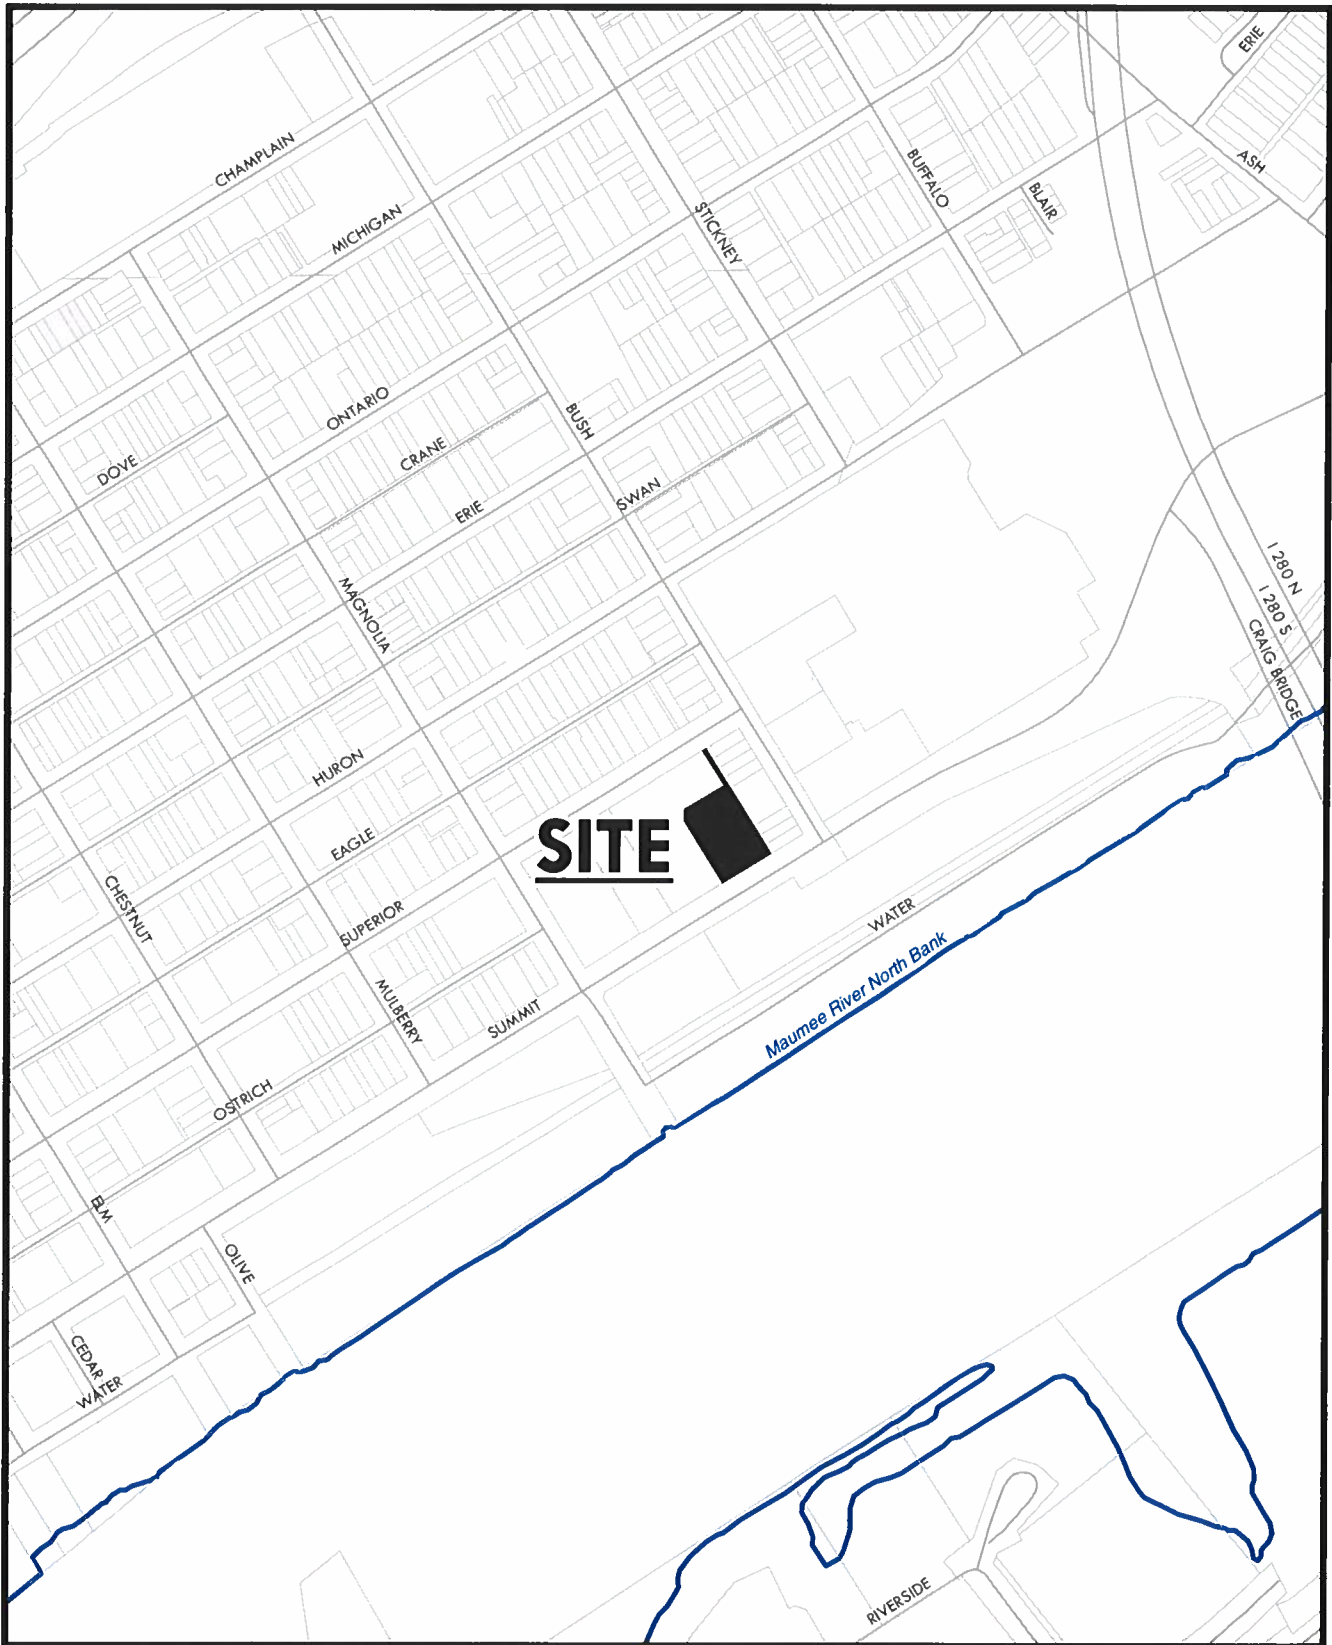 ERIE
CHAMPLAIN
ASH
BUFFALO
BLAIR
MICHIGAN
STICKNEY
ONTARIO
BUSH
CRANE
DOVE
SWAN
ERIE
I 280 N
I 280 S
CRAIG BRIDGE
MAGNOLIA
HURON
EAGLE
SITE
CHESTNUT
SUPERIOR
WATER
Maumee River North Bank
MULBERRY
SUMMIT
OSTRICH
ELM
OLIVE
CEDAR
WATER
RIVERSIDE